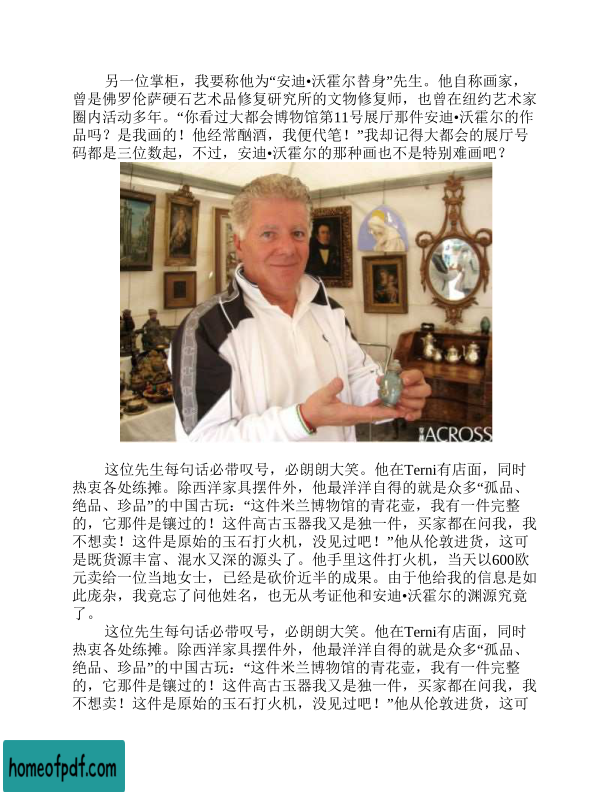 另一位掌柜，我要称他为“安迪•沃霍尔替身”先生。他自称画家，
曾是佛罗伦萨硬石艺术品修复研究所的文物修复师，也曾在纽约艺术家
圈内活动多年。“你看过大都会博物馆第11号展厅那件安迪•沃霍尔的作
品吗？是我画的！他经常酗酒，我便代笔！”我却记得大都会的展厅号
码都是三位数起，不过，安迪•沃霍尔的那种画也不是特别难画吧？
ACROSS
这位先生每句话必带叹号，必朗朗大笑。他在Terni有店面，同时
热衷各处练摊。除西洋家具摆件外，他最洋洋自得的就是众多“孤品、
绝品、珍品”的中国古玩：“这件米兰博物馆的青花壶，我有一件完整
的，它那件是镶过的！这件高古玉器我又是独一件，买家都在问我，我
不想卖！这件是原始的玉石打火机，没见过吧！”他从伦敦进货，这可
是既货源丰富、混水又深的源头了。他手里这件打火机，当天以600欧
元卖给一位当地女士，已经是砍价近半的成果。由于他给我的信息是如
此庞杂，我竟忘了问他姓名，也无从考证他和安迪•沃霍尔的渊源究竟
了。
这位先生每句话必带叹号，必朗朗大笑。他在Terni有店面，同时
热衷各处练摊。除西洋家具摆件外，他最洋洋自得的就是众多“孤品、
绝品、珍品”的中国古玩：“这件米兰博物馆的青花壶，我有一件完整
的，它那件是镶过的！这件高古玉器我又是独一件，买家都在问我，我
不想卖！这件是原始的玉石打火机，没见过吧！”他从伦敦进货，这可
homeofpdf.com